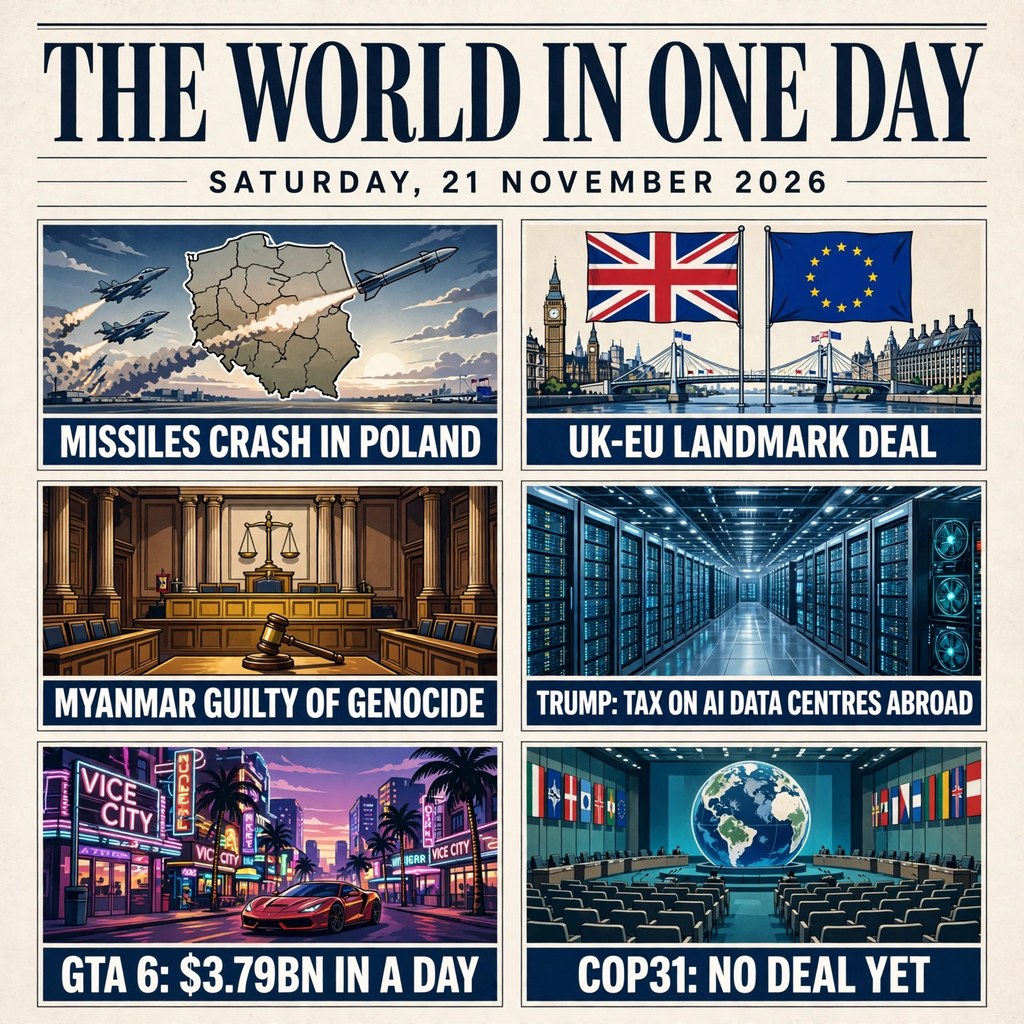 THE WORLD IN ONE DAY
SATURDAY, 21 NOVEMBER 2026
MISSILES CRASH IN POLAND
UK-EU LANDMARK DEAL
MYANMAR GUILTY OF GENOCIDE
TRUMP: TAX ON AI DATA CENTRES ABROAD
VICE
CITY
VICE CITY
VICE CITY
GTA 6: $3.79BN IN A DAY
COP31: NO DEAL YET